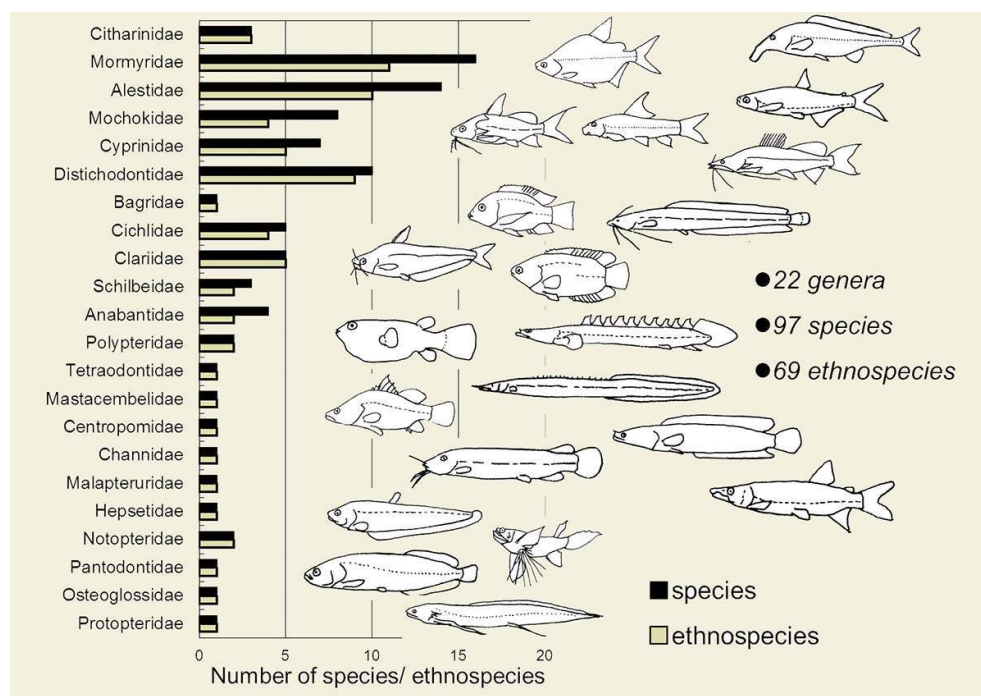 Citharinidae
Mormyridae
Alestidae
Mochokidae
Cyprinidae
Distichodontidae
Bagridae
Cichlidae
Clariidae
Schilbeidae
Anabantidae
Polypteridae
Tetraodontidae
Mastacembelidae
Centropomidae
Channidae
Malapteruridae
Hepsetidae
Notopteridae
Pantodontidae
Osteoglossidae
Protopteridae
0 5 10 15 20
Number of species/ ethnospecies
●22 genera
●97 species
●69 ethnospecies
species
ethnospecies